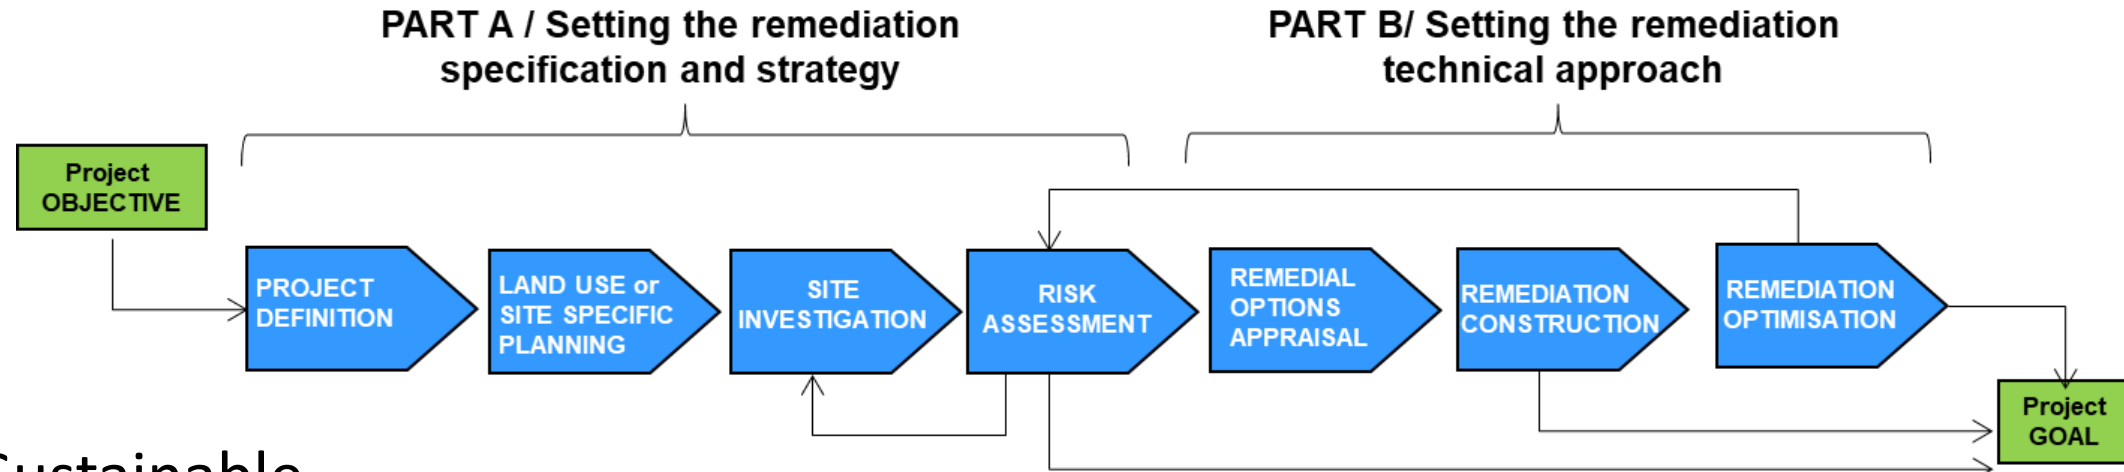 PART A / Setting the remediation
specification and strategy
PART B/ Setting the remediation
technical approach
Project
OBJECTIVE
PROJECT
DEFINITION
LAND USE or
SITE SPECIFIC
PLANNING
SITE
INVESTIGATION
RISK
ASSESSMENT
REMEDIAL
OPTIONS
APPRAISAL
REMEDIATION
CONSTRUCTION
REMEDIATION
OPTIMISATION
Project
GOAL
Sustainable